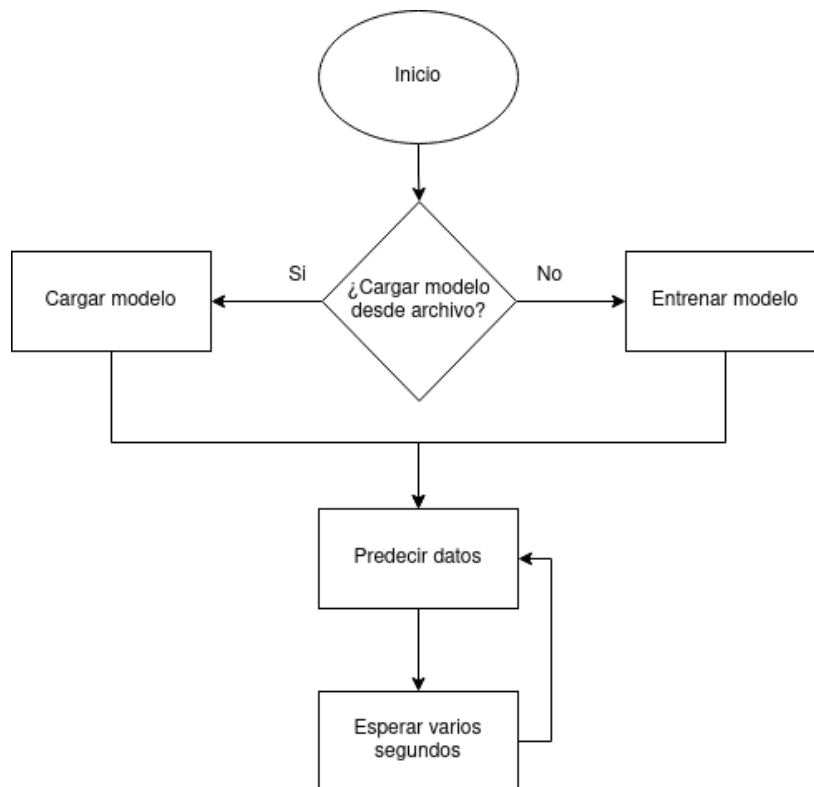 Inicio
Si
¿Cargar modelo
desde archivo?
No
Cargar modelo
Entrenar modelo
Predecir datos
Esperar varios
segundos